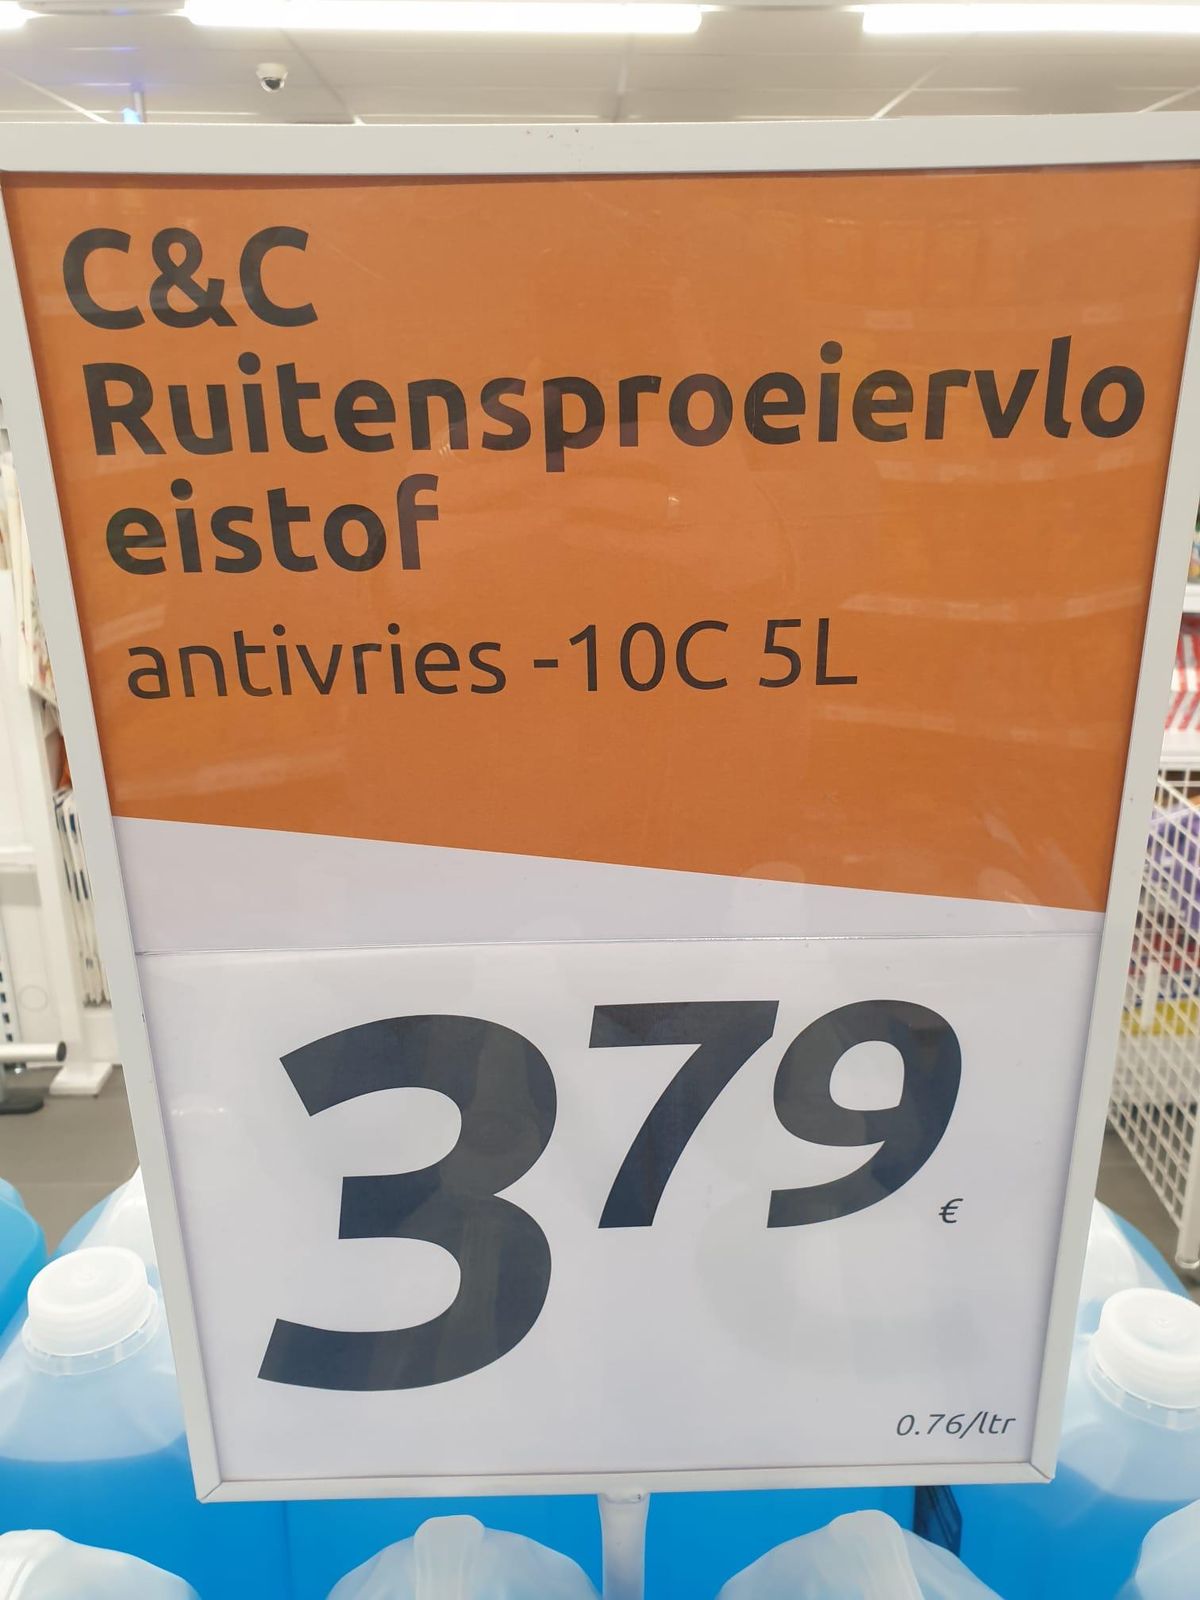 C&C
Ruitensproeiervlo
eistof
antivries -10C 5L
379
€
0.76/ltr